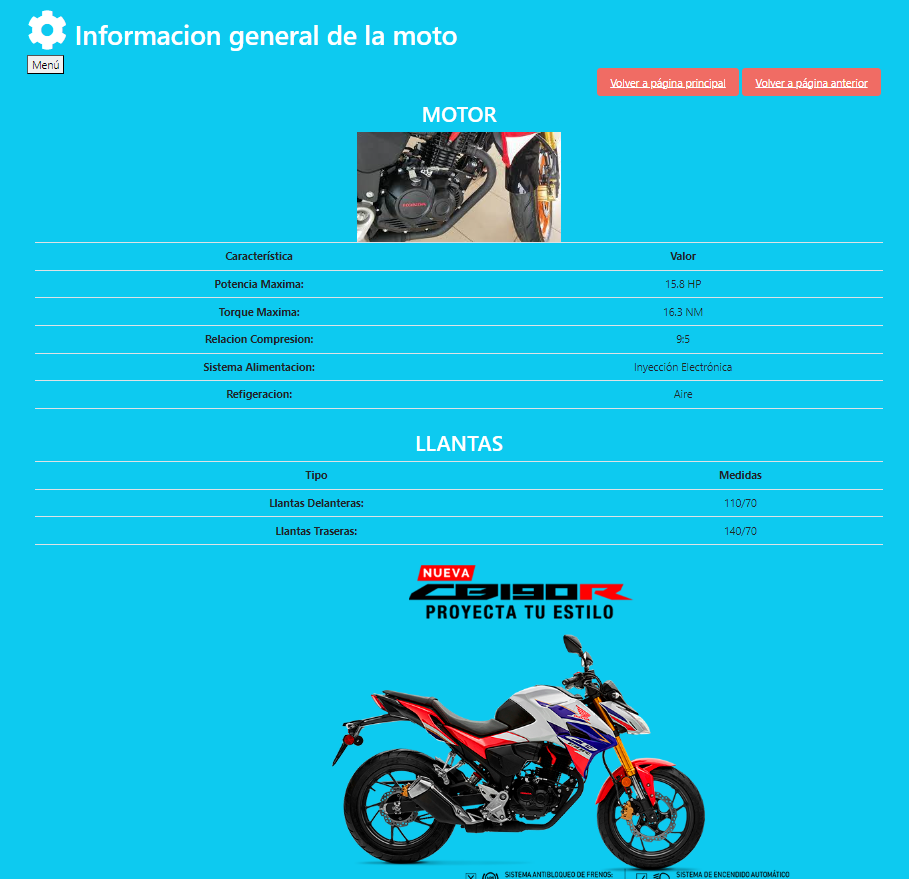 Informacion general de la moto
Menú
Volver a página principal Volver a página anterior
MOTOR
HONDA
Característica Valor
Potencia Maxima: 15.8 HP
Torque Maxima: 16.3 NM
Relacion Compresion: 9:5
Sistema Alimentacion: Inyección Electrónica
Refigeracion: Aire
LLANTAS
Tipo Medidas
Llantas Delanteras: 110/70
Llantas Traseras: 140/70
NUEVA
CB190R
PROYECTA TU ESTILO
SISTEMA ANTIBLOQUEO DE FRENOS: SISTEMA DE ENCENDIDO AUTOMÁTICO